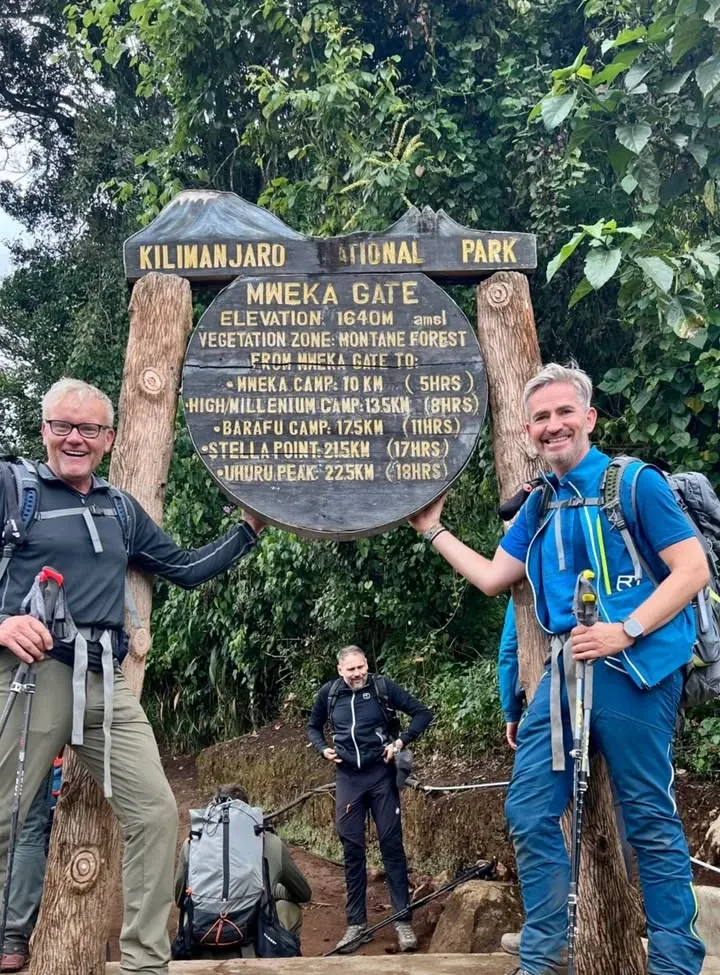 KILIMANJARO ATIONAL PARK
MWEKA GATE
ELEVATION: 1640M amsl
VEGETATION ZONE: MONTANE FOREST
FROM MWEKA GATE TO:
•MWEKA CAMP: 10 KM (5HRS)
•HIGH/MILLENIUM CAMP: 13.5KM (8HRS)
•BARAFU CAMP: 17.5KM (11HRS)
•STELLA POINT: 21.5KM (17HRS)
•UHURU PEAK: 22.5KM (18HRS)